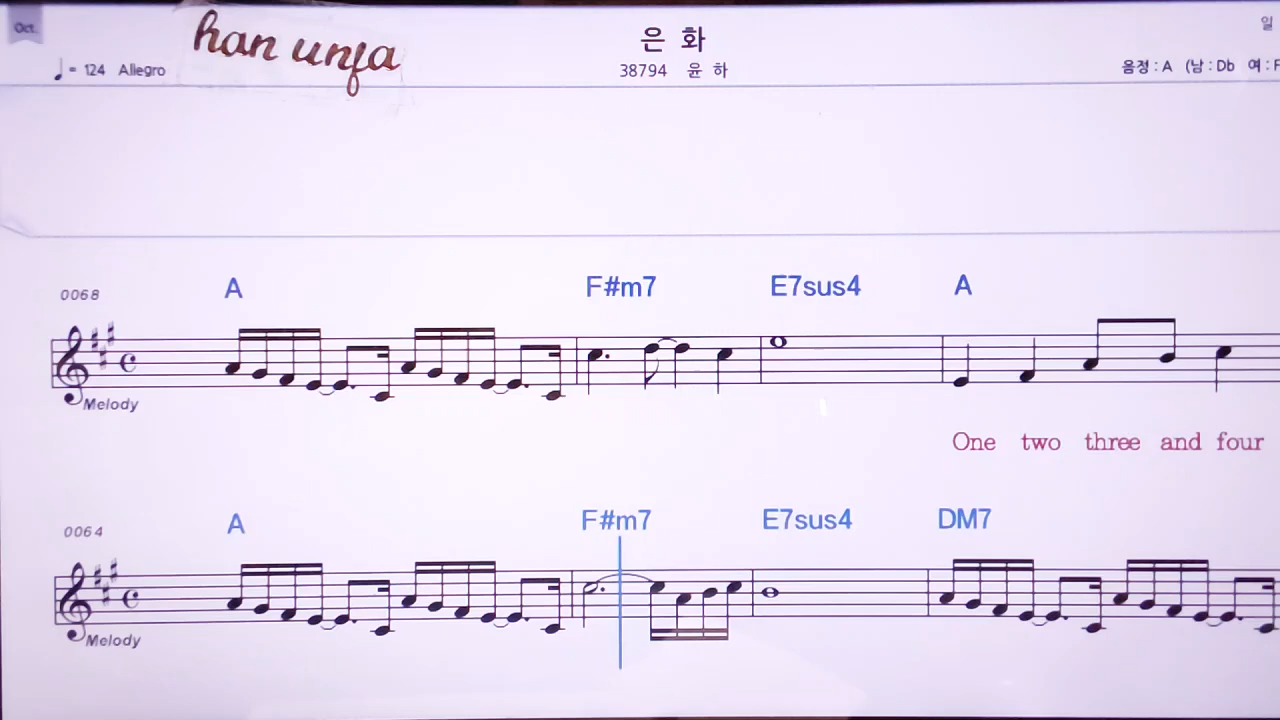 Oct.
han unja
은 화
일
♩= 124 Allegro
38794 윤 하
음정 : A (남 : Db 여 : F
0068
A F#m7 E7sus4 A
Melody
One two three and four
0064
A F#m7 E7sus4 DM7
Melody